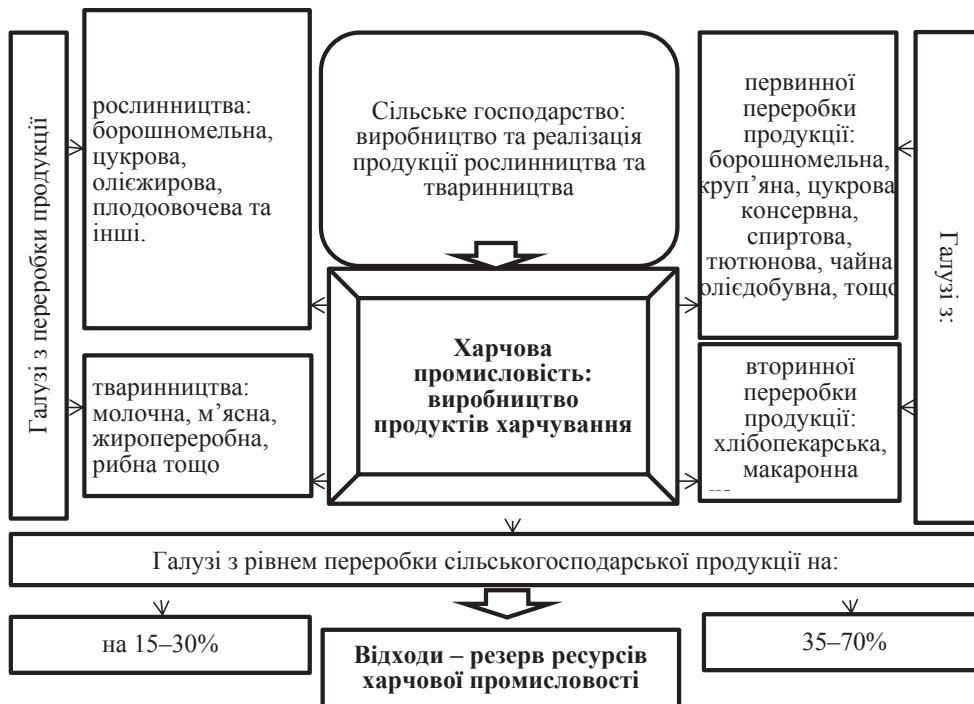 Галузі з переробки продукції
рослинництва:
борошномельна,
цукрова,
олієжирова,
плодоовочева та
інші.
тваринництва:
молочна, м’ясна,
жиропереробна,
рибна тощо
Сільське господарство:
виробництво та реалізація
продукції рослинництва та
тваринництва
Харчова
промисловість:
виробництво
продуктів харчування
первинної
переробки
продукції:
борошномельна,
круп’яна, цукрова
консервна,
спиртова,
тютюнова, чайна
олієдобувна, тощо
вторинної
переробки
продукції:
хлібопекарська,
макаронна
Галузі з:
Галузі з рівнем переробки сільськогосподарської продукції на:
на 15–30%
Відходи – резерв ресурсів
харчової промисловості
35–70%